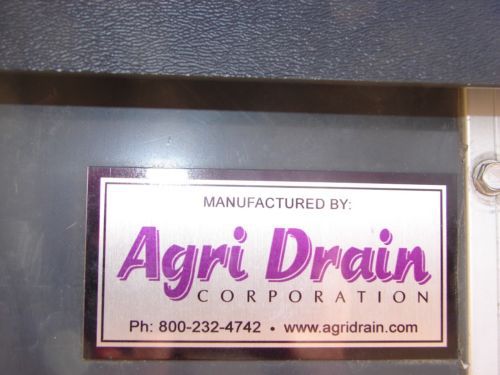 MANUFACTURED BY:
Agri Drain
CORPORATION
Ph: 800-232-4742 • www.agridrain.com